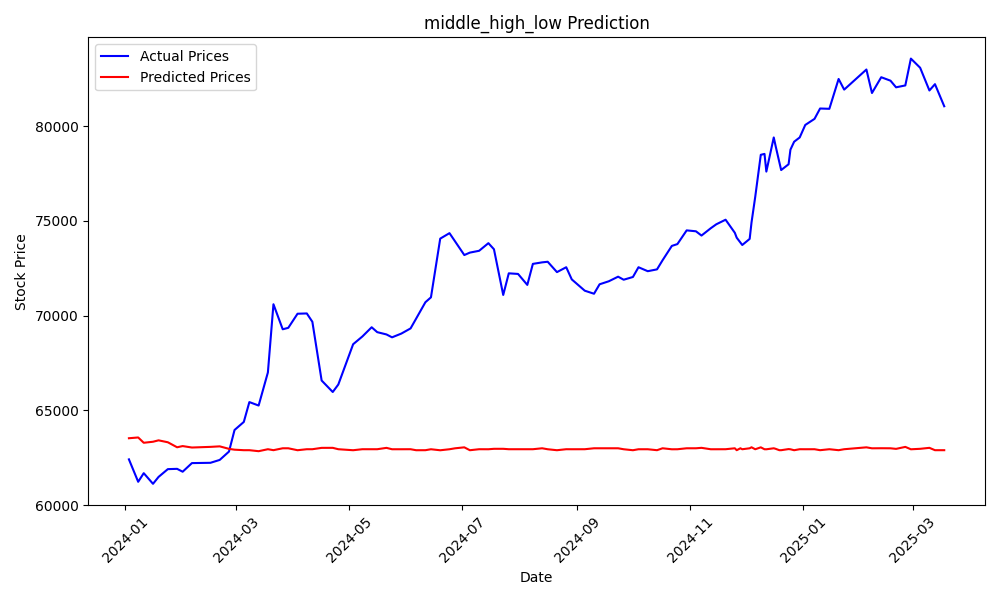 middle_high_low Prediction
Actual Prices
Predicted Prices
80000
75000
70000
65000
60000
Stock Price
2024-01
2024-03
2024-05
2024-07
2024-09
2024-11
2025-01
2025-03
Date